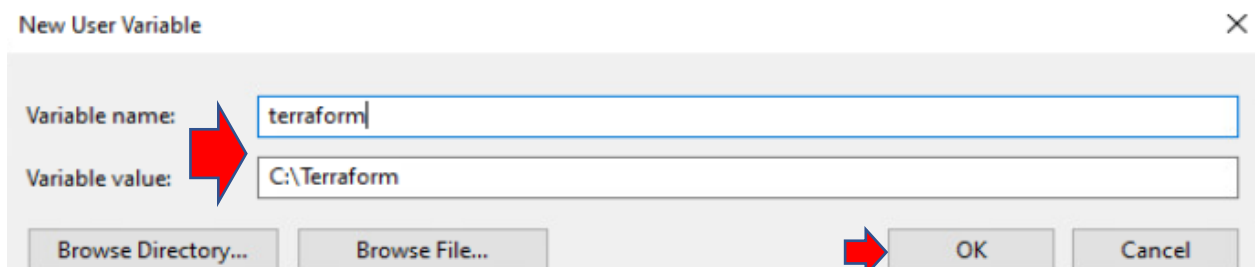 New User Variable
Variable name: terraform
Variable value: C:\Terraform
Browse Directory... Browse File... OK Cancel